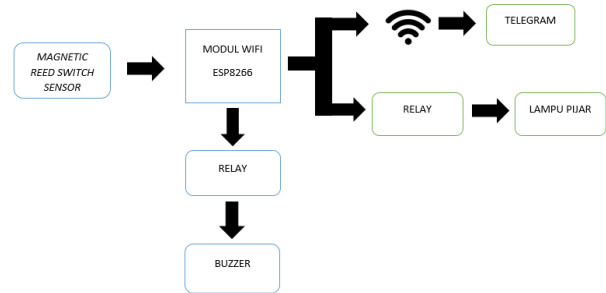 MAGNETIC
REED SWITCH
SENSOR
MODUL WIFI
ESP8266
TELEGRAM
RELAY
LAMPU PIJAR
RELAY
BUZZER